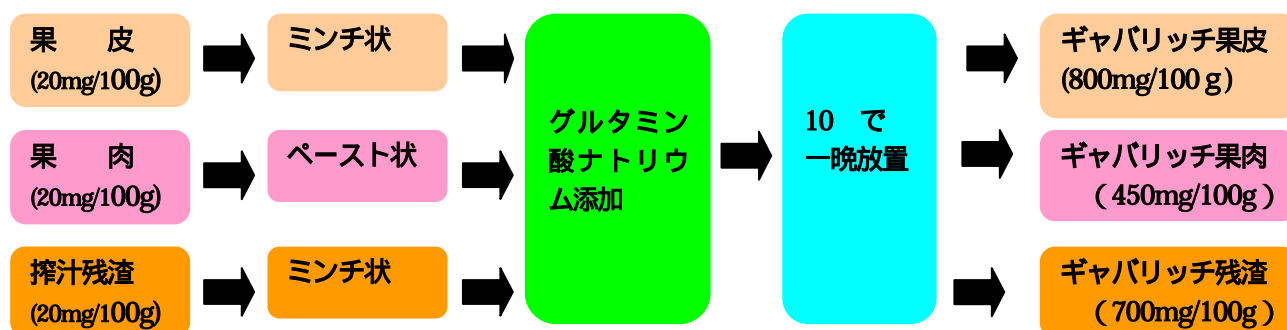 果　皮
(20mg/100g)
ミンチ状
果　肉
(20mg/100g)
ペースト状
搾汁残渣
(20mg/100g)
ミンチ状
グルタミン
酸ナトリウ
ム添加
10　で
一晩放置
ギャバリッチ果皮
(800mg/100ｇ)
ギャバリッチ果肉
（450mg/100g）
ギャバリッチ残渣
（700mg/100g）